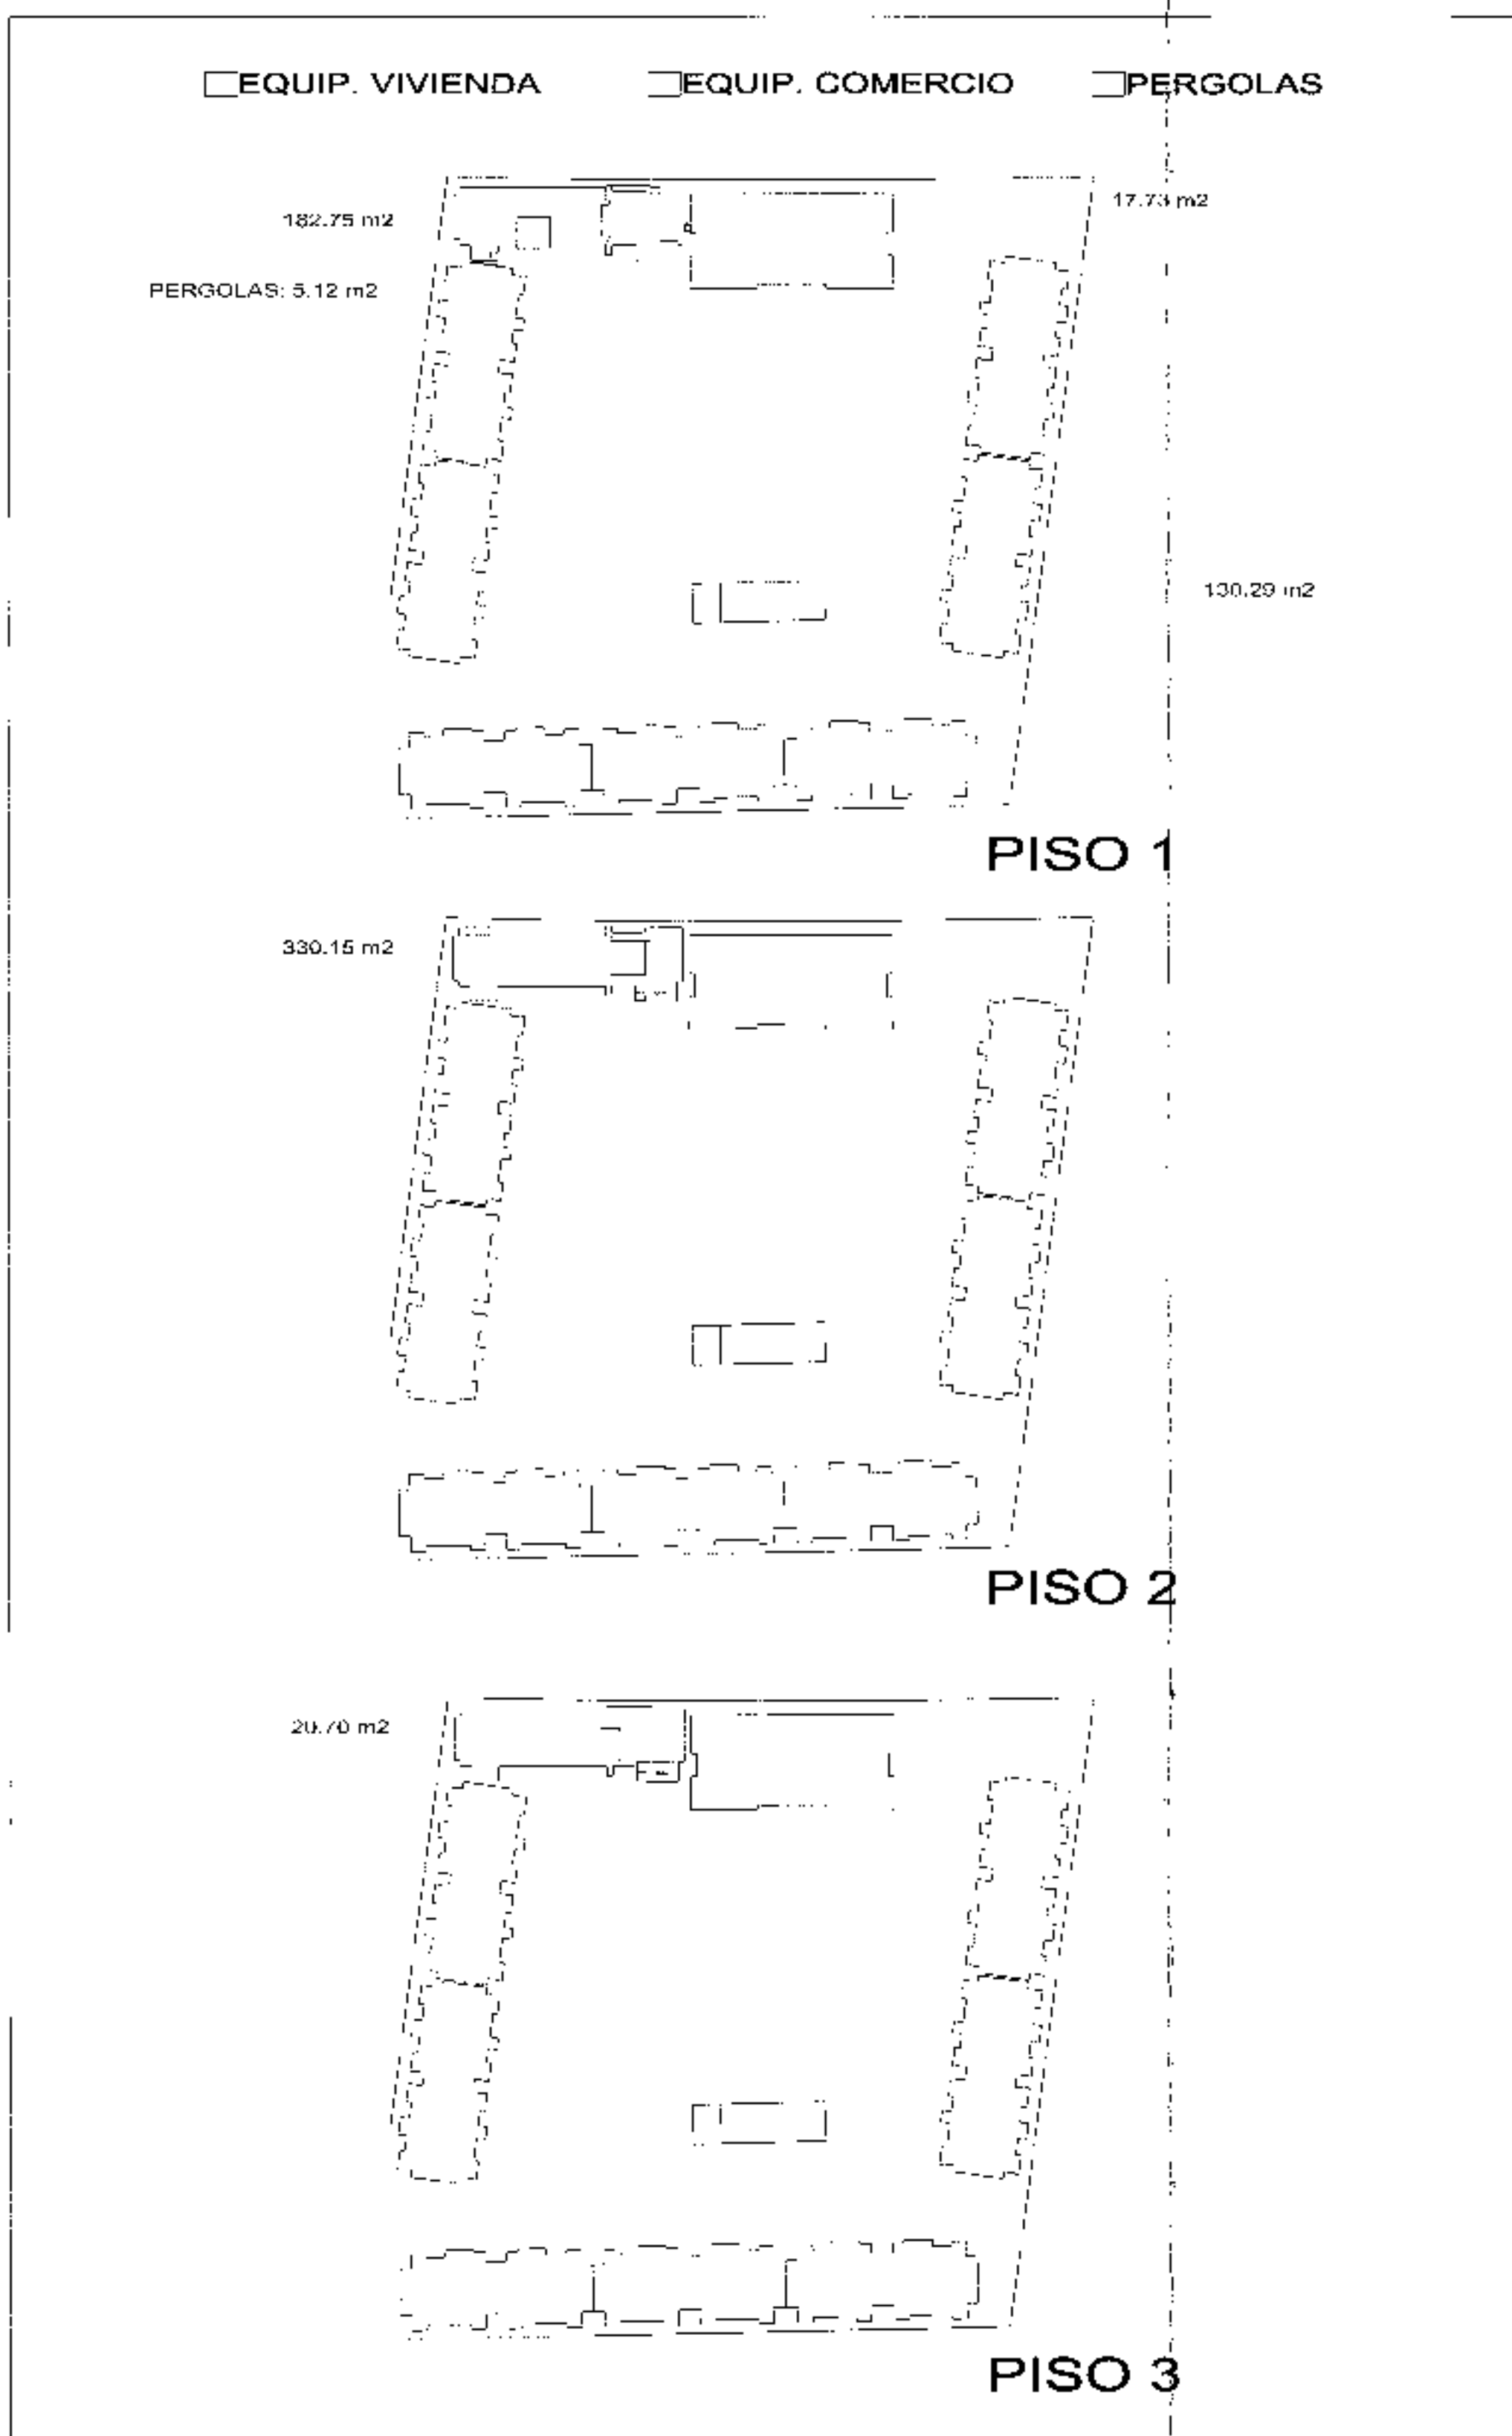 EQUIP. VIVIENDA EQUIP. COMERCIO PERGOLAS
182.75 m2
17.73 m2
PERGOLAS: 5.12 m2
130.29 m2
PISO 1
330.15 m2
PISO 2
20.70 m2
PISO 3